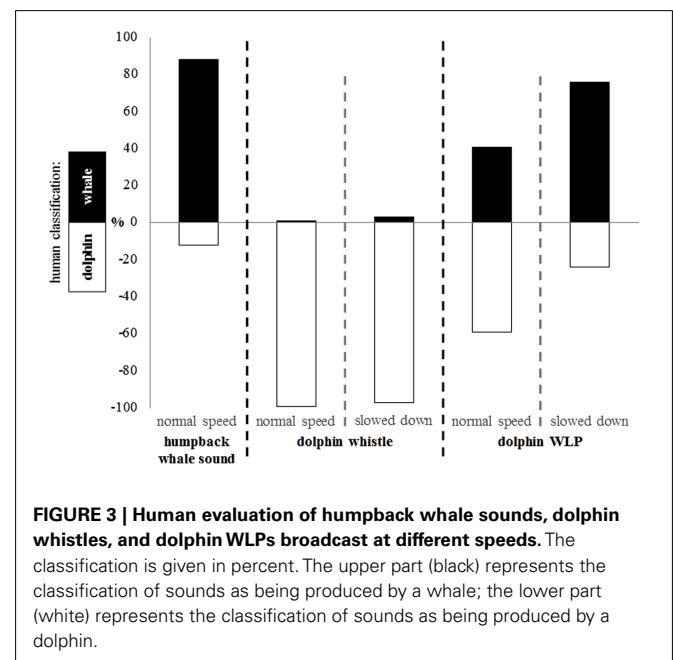 100
80
60
40
20
% 0
-20
-40
-60
-80
-100
human classification:
whale
dolphin
normal speed normal speed slowed down normal speed slowed down
humpback dolphin whistle dolphin WLP
whale sound
FIGURE 3 | Human evaluation of humpback whale sounds, dolphin
whistles, and dolphin WLPs broadcast at different speeds. The
classification is given in percent. The upper part (black) represents the
classification of sounds as being produced by a whale; the lower part
(white) represents the classification of sounds as being produced by a
dolphin.